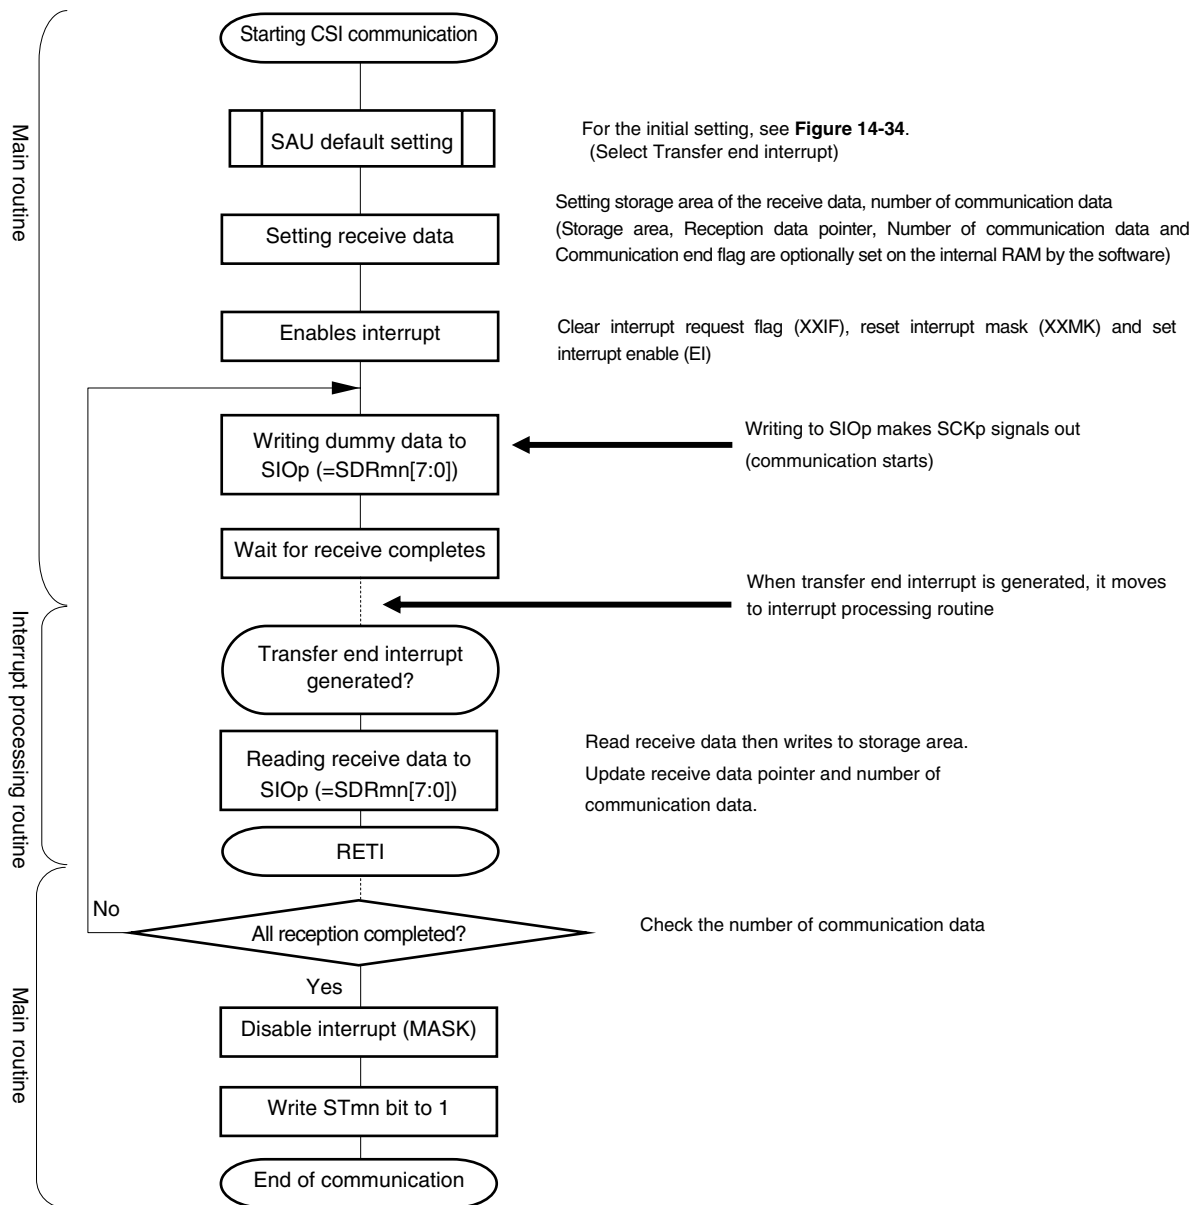 Starting CSI communication
SAU default setting
For the initial setting, see Figure 14-34.
(Select Transfer end interrupt)
Main routine
Setting receive data
Setting storage area of the receive data, number of communication data
(Storage area, Reception data pointer, Number of communication data and
Communication end flag are optionally set on the internal RAM by the software)
Enables interrupt
Clear interrupt request flag (XXIF), reset interrupt mask (XXMK) and set
interrupt enable (EI)
Writing dummy data to
SIOp (=SDRmn[7:0])
Writing to SIOp makes SCKp signals out
(communication starts)
Wait for receive completes
When transfer end interrupt is generated, it moves
to interrupt processing routine
Interrupt processing routine
Transfer end interrupt
generated?
Reading receive data to
SIOp (=SDRmn[7:0])
Read receive data then writes to storage area.
Update receive data pointer and number of
communication data.
RETI
No
All reception completed?
Check the number of communication data
Yes
Main routine
Disable interrupt (MASK)
Write STmn bit to 1
End of communication